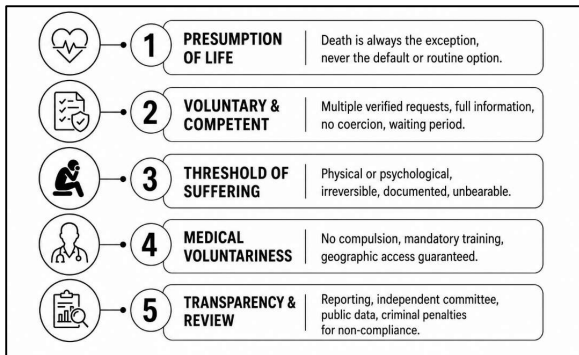 1
PRESUMPTION
OF LIFE
Death is always the exception,
never the default or routine option.
2
VOLUNTARY &
COMPETENT
Multiple verified requests, full information,
no coercion, waiting period.
3
THRESHOLD OF
SUFFERING
Physical or psychological,
irreversible, documented, unbearable.
4
MEDICAL
VOLUNTARINESS
No compulsion, mandatory training,
geographic access guaranteed.
5
TRANSPARENCY &
REVIEW
Reporting, independent committee,
public data, criminal penalties
for non-compliance.